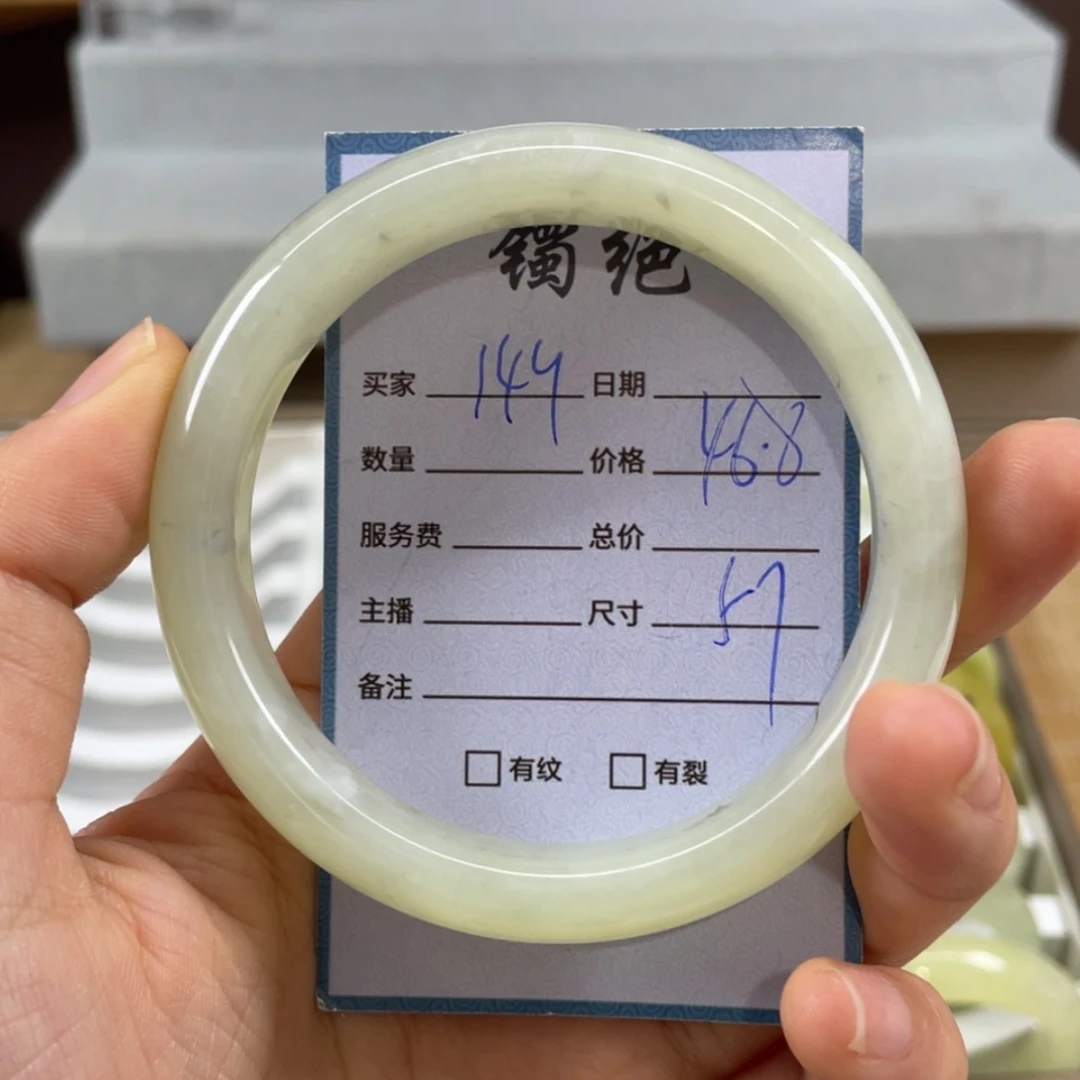 镯绝
买家 144 日期
数量 价格 46.8
服务费 总价
主播 尺寸 57
备注
有纹 有裂